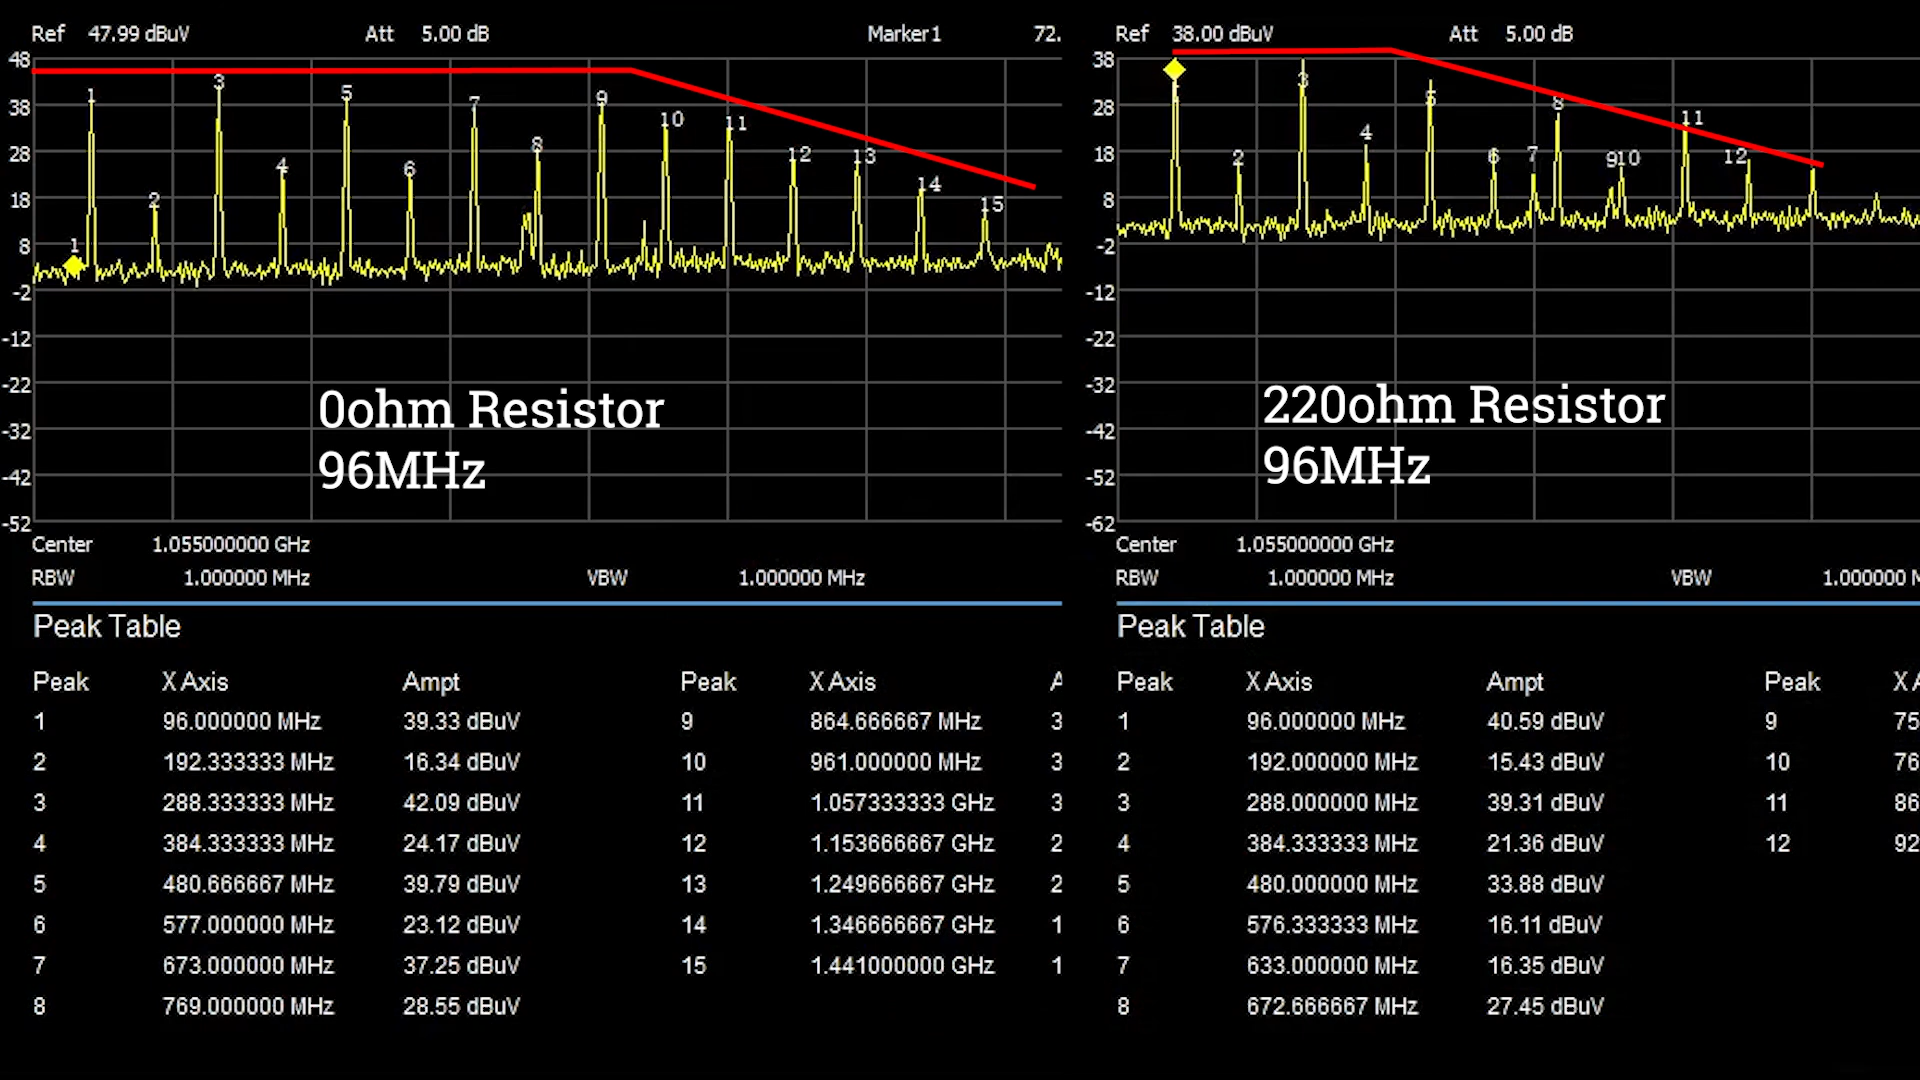 Ref 47.99 dBuV Att 5.00 dB Marker1 72.
48
38
28
18
8
-2
-12
-22
-32
-42
-52
1 1 2 3 4 5 6 7 8 9 10 11 12 13 14 15
0ohm Resistor
96MHz
Center 1.055000000 GHz
RBW 1.000000 MHz VBW 1.000000 MHz
Peak Table
Peak X Axis Ampt Peak X Axis A
1 96.000000 MHz 39.33 dBuV 9 864.666667 MHz 3
2 192.333333 MHz 16.34 dBuV 10 961.000000 MHz 3
3 288.333333 MHz 42.09 dBuV 11 1.057333333 GHz 3
4 384.333333 MHz 24.17 dBuV 12 1.153666667 GHz 2
5 480.666667 MHz 39.79 dBuV 13 1.249666667 GHz 2
6 577.000000 MHz 23.12 dBuV 14 1.346666667 GHz 1
7 673.000000 MHz 37.25 dBuV 15 1.441000000 GHz 1
8 769.000000 MHz 28.55 dBuV
Ref 38.00 dBuV Att 5.00 dB
38
28
18
8
-2
-12
-22
-32
-42
-52
-62
2 3 4 5 6 7 8 9 10 11 12
220ohm Resistor
96MHz
Center 1.055000000 GHz
RBW 1.000000 MHz VBW 1.000000 M
Peak Table
Peak X Axis Ampt Peak X A
1 96.000000 MHz 40.59 dBuV 9 75
2 192.000000 MHz 15.43 dBuV 10 76
3 288.000000 MHz 39.31 dBuV 11 86
4 384.333333 MHz 21.36 dBuV 12 92
5 480.000000 MHz 33.88 dBuV
6 576.333333 MHz 16.11 dBuV
7 633.000000 MHz 16.35 dBuV
8 672.666667 MHz 27.45 dBuV